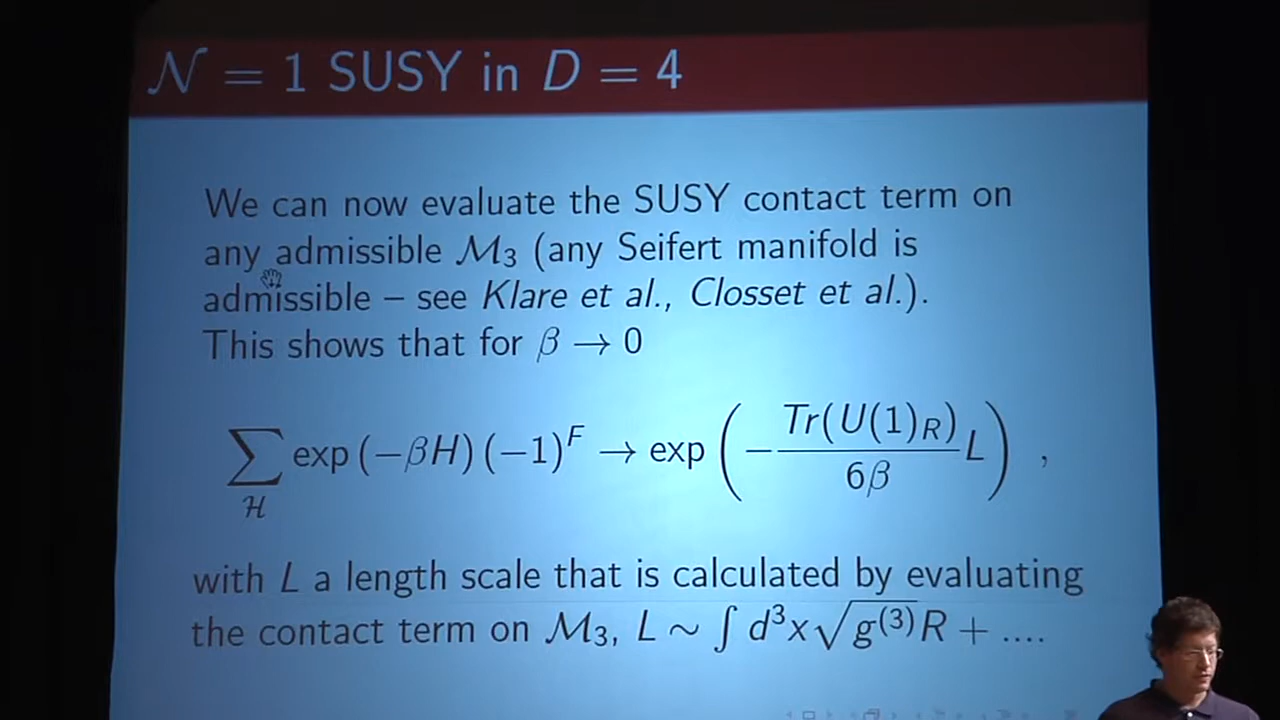 𝒩 = 1 SUSY in D = 4
We can now evaluate the SUSY contact term on
any admissible ℳ₃ (any Seifert manifold is
admissible – see Klare et al., Closset et al.).
This shows that for β → 0
∑_ℋ exp (−βH) (−1)^F → exp (− Tr(U(1)_R) / 6β L) ,
with L a length scale that is calculated by evaluating
the contact term on ℳ₃, L ∼ ∫ d³x√g⁽³⁾R + ....